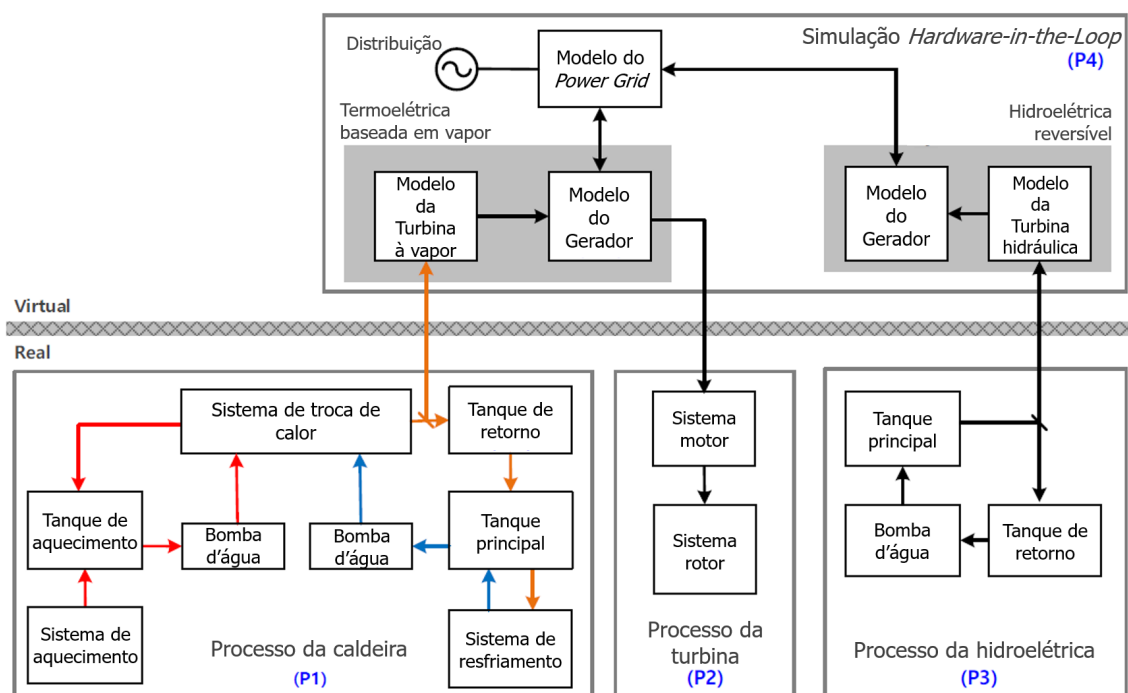 Simulação Hardware-in-the-Loop
(P4)
Distribuição
Modelo do
Power Grid
Termoelétrica
baseada em vapor
Hidroelétrica
reversível
Modelo
da
Turbina
à vapor
Modelo
do
Gerador
Modelo
do
Gerador
Modelo
da
Turbina
hidráulica
Virtual
Real
Sistema de troca de
calor
Tanque de
retorno
Tanque de
aquecimento
Bomba
d'água
Bomba
d'água
Tanque
principal
Sistema de
aquecimento
Sistema de
resfriamento
Processo da caldeira
(P1)
Sistema
motor
Sistema
rotor
Processo da
turbina
(P2)
Tanque
principal
Bomba
d'água
Tanque de
retorno
Processo da hidroelétrica
(P3)